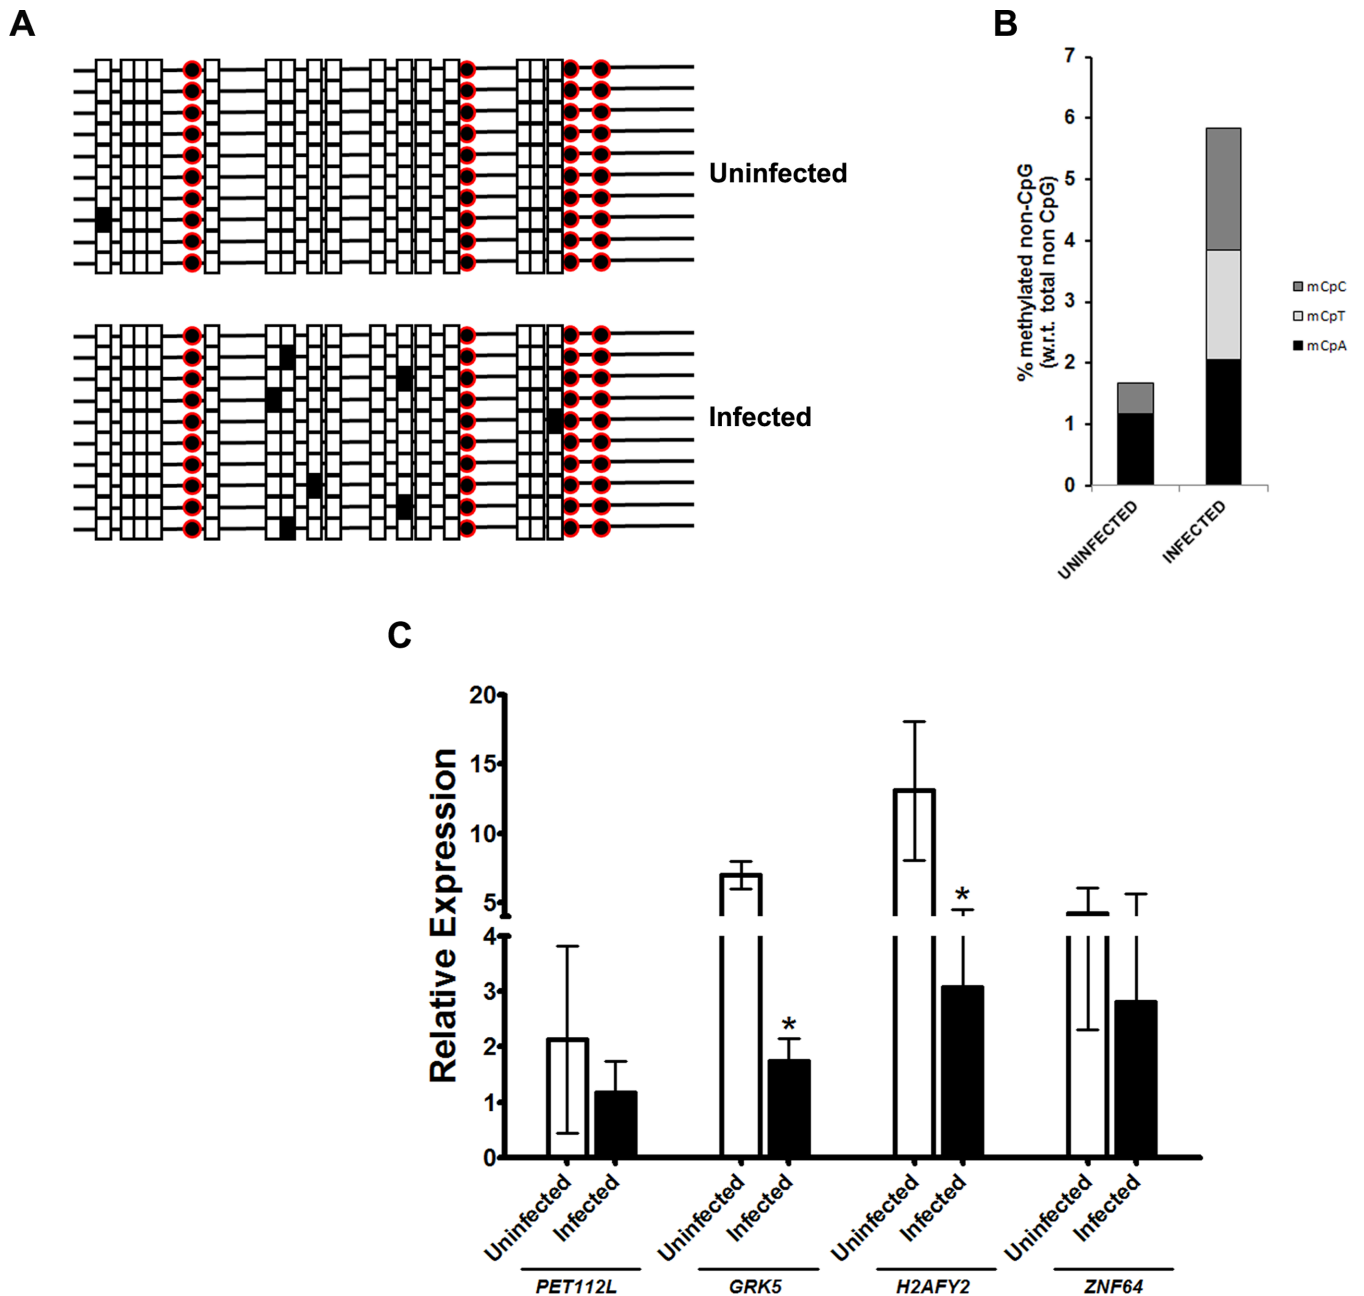 A
Uninfected
Infected
B
% methylated non-CpG
(w.r.t. total non CpG)
7
6
5
4
3
2
1
0
UNINFECTED
INFECTED
mCpC
mCpT
mCpA
C
Relative Expression
20
15
10
5
4
3
2
1
0
*
*
Uninfected
Infected
Uninfected
Infected
Uninfected
Infected
Uninfected
Infected
PET112L
GRK5
H2AFY2
ZNF64